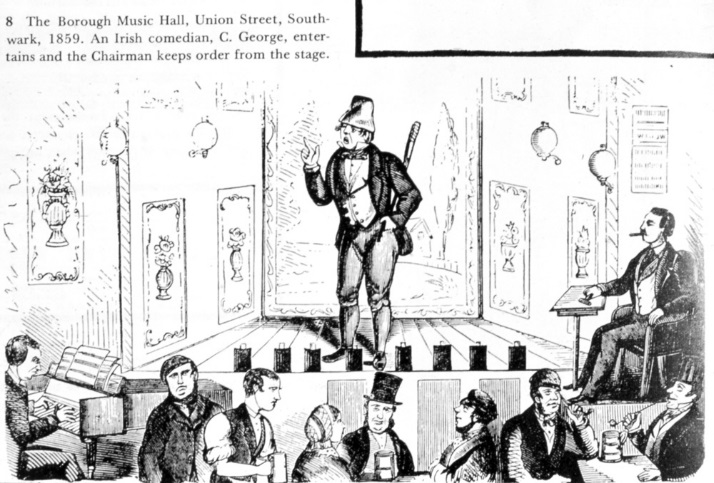 8 The Borough Music Hall, Union Street, South-
wark, 1859. An Irish comedian, C. George, enter-
tains and the Chairman keeps order from the stage.